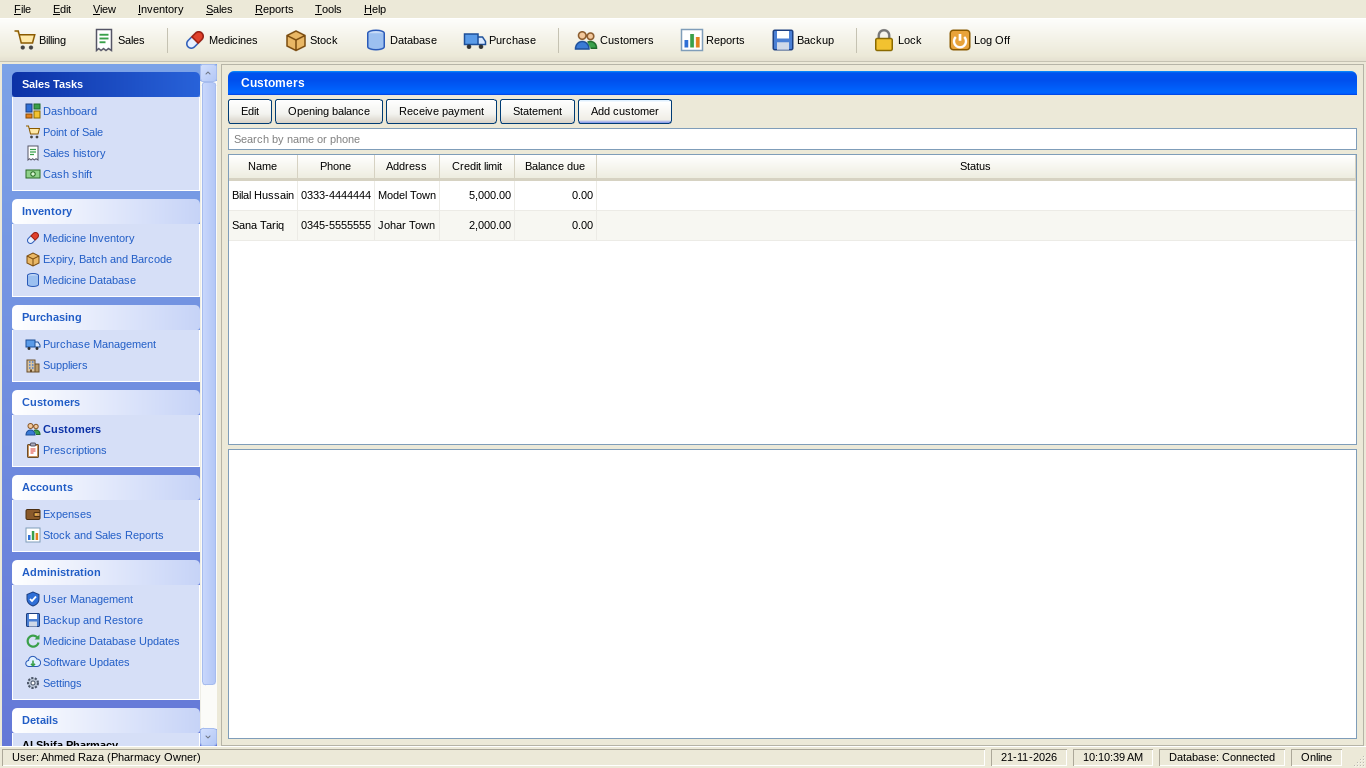 File Edit View Inventory Sales Reports Tools Help
Billing Sales Medicines Stock Database Purchase Customers Reports Backup Lock Log Off
Sales Tasks
Dashboard
Point of Sale
Sales history
Cash shift
Inventory
Medicine Inventory
Expiry, Batch and Barcode
Medicine Database
Purchasing
Purchase Management
Suppliers
Customers
Customers
Prescriptions
Accounts
Expenses
Stock and Sales Reports
Administration
User Management
Backup and Restore
Medicine Database Updates
Software Updates
Settings
Details
Al Shifa Pharmacy
Customers
Edit Opening balance Receive payment Statement Add customer
Search by name or phone
Name Phone Address Credit limit Balance due Status
Bilal Hussain 0333-4444444 Model Town 5,000.00 0.00
Sana Tariq 0345-5555555 Johar Town 2,000.00 0.00
User: Ahmed Raza (Pharmacy Owner) 21-11-2026 10:10:39 AM Database: Connected Online